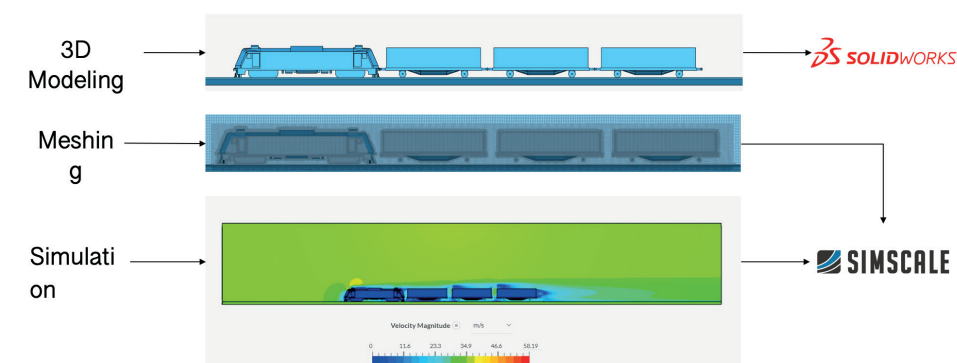 3D
Modeling
SOLIDWORKS
Meshin
g
Simulati
on
SIMSCALE
Velocity Magnitude m/s
0 11.6 23.3 34.9 46.6 58.19